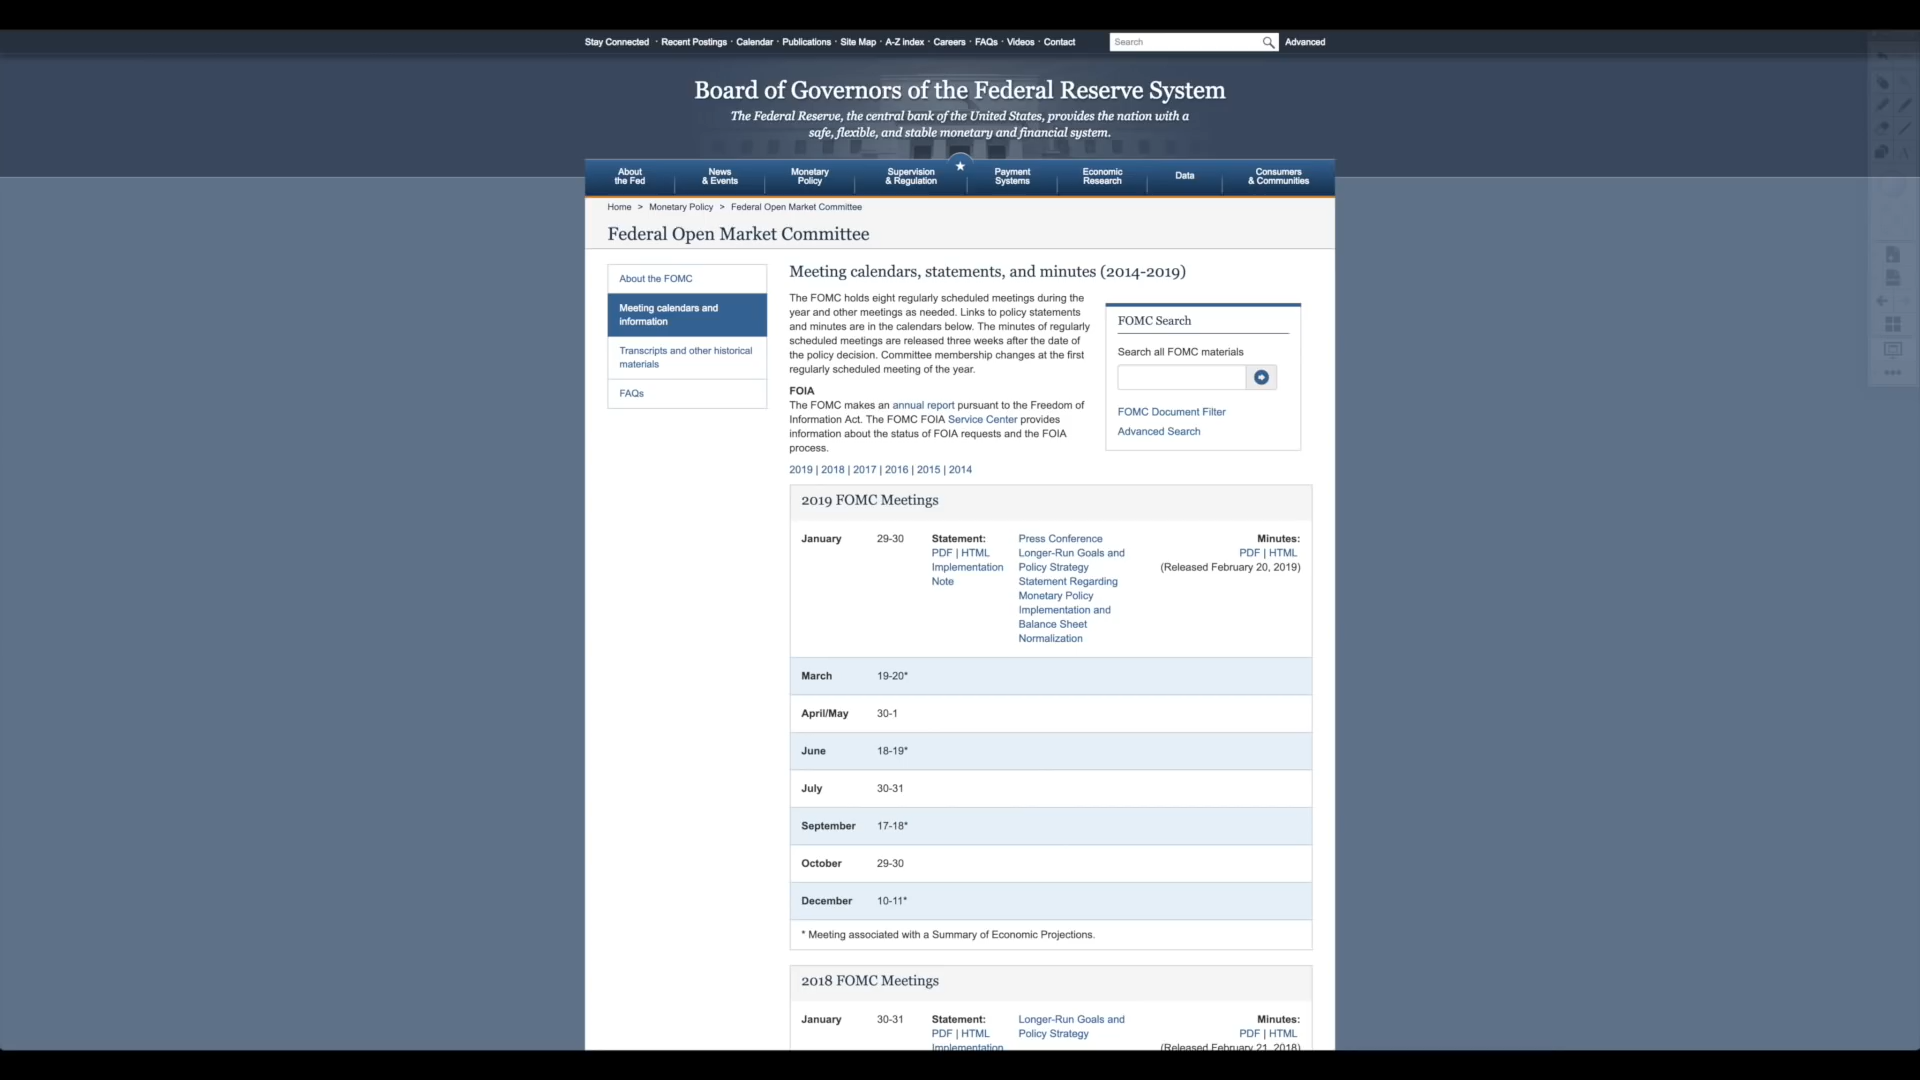 Stay Connected · Recent Postings · Calendar · Publications · Site Map · A-Z index · Careers · FAQs · Videos · Contact
Search
Advanced
Board of Governors of the Federal Reserve System
The Federal Reserve, the central bank of the United States, provides the nation with a
safe, flexible, and stable monetary and financial system.
About
the Fed
News
& Events
Monetary
Policy
Supervision
& Regulation
Payment
Systems
Economic
Research
Data
Consumers
& Communities
Home > Monetary Policy > Federal Open Market Committee
Federal Open Market Committee
About the FOMC
Meeting calendars and
information
Transcripts and other historical
materials
FAQs
Meeting calendars, statements, and minutes (2014-2019)
The FOMC holds eight regularly scheduled meetings during the
year and other meetings as needed. Links to policy statements
and minutes are in the calendars below. The minutes of regularly
scheduled meetings are released three weeks after the date of
the policy decision. Committee membership changes at the first
regularly scheduled meeting of the year.
FOIA
The FOMC makes an annual report pursuant to the Freedom of
Information Act. The FOMC FOIA Service Center provides
information about the status of FOIA requests and the FOIA
process.
FOMC Search
Search all FOMC materials
FOMC Document Filter
Advanced Search
2019 | 2018 | 2017 | 2016 | 2015 | 2014
2019 FOMC Meetings
January
29-30
Statement:
PDF | HTML
Implementation
Note
Press Conference
Longer-Run Goals and
Policy Strategy
Statement Regarding
Monetary Policy
Implementation and
Balance Sheet
Normalization
Minutes:
PDF | HTML
(Released February 20, 2019)
March 19-20*
April/May 30-1
June 18-19*
July 30-31
September 17-18*
October 29-30
December 10-11*
* Meeting associated with a Summary of Economic Projections.
2018 FOMC Meetings
January
30-31
Statement:
PDF | HTML
Implementation
Longer-Run Goals and
Policy Strategy
Minutes:
PDF | HTML
(Released February 21, 2018)